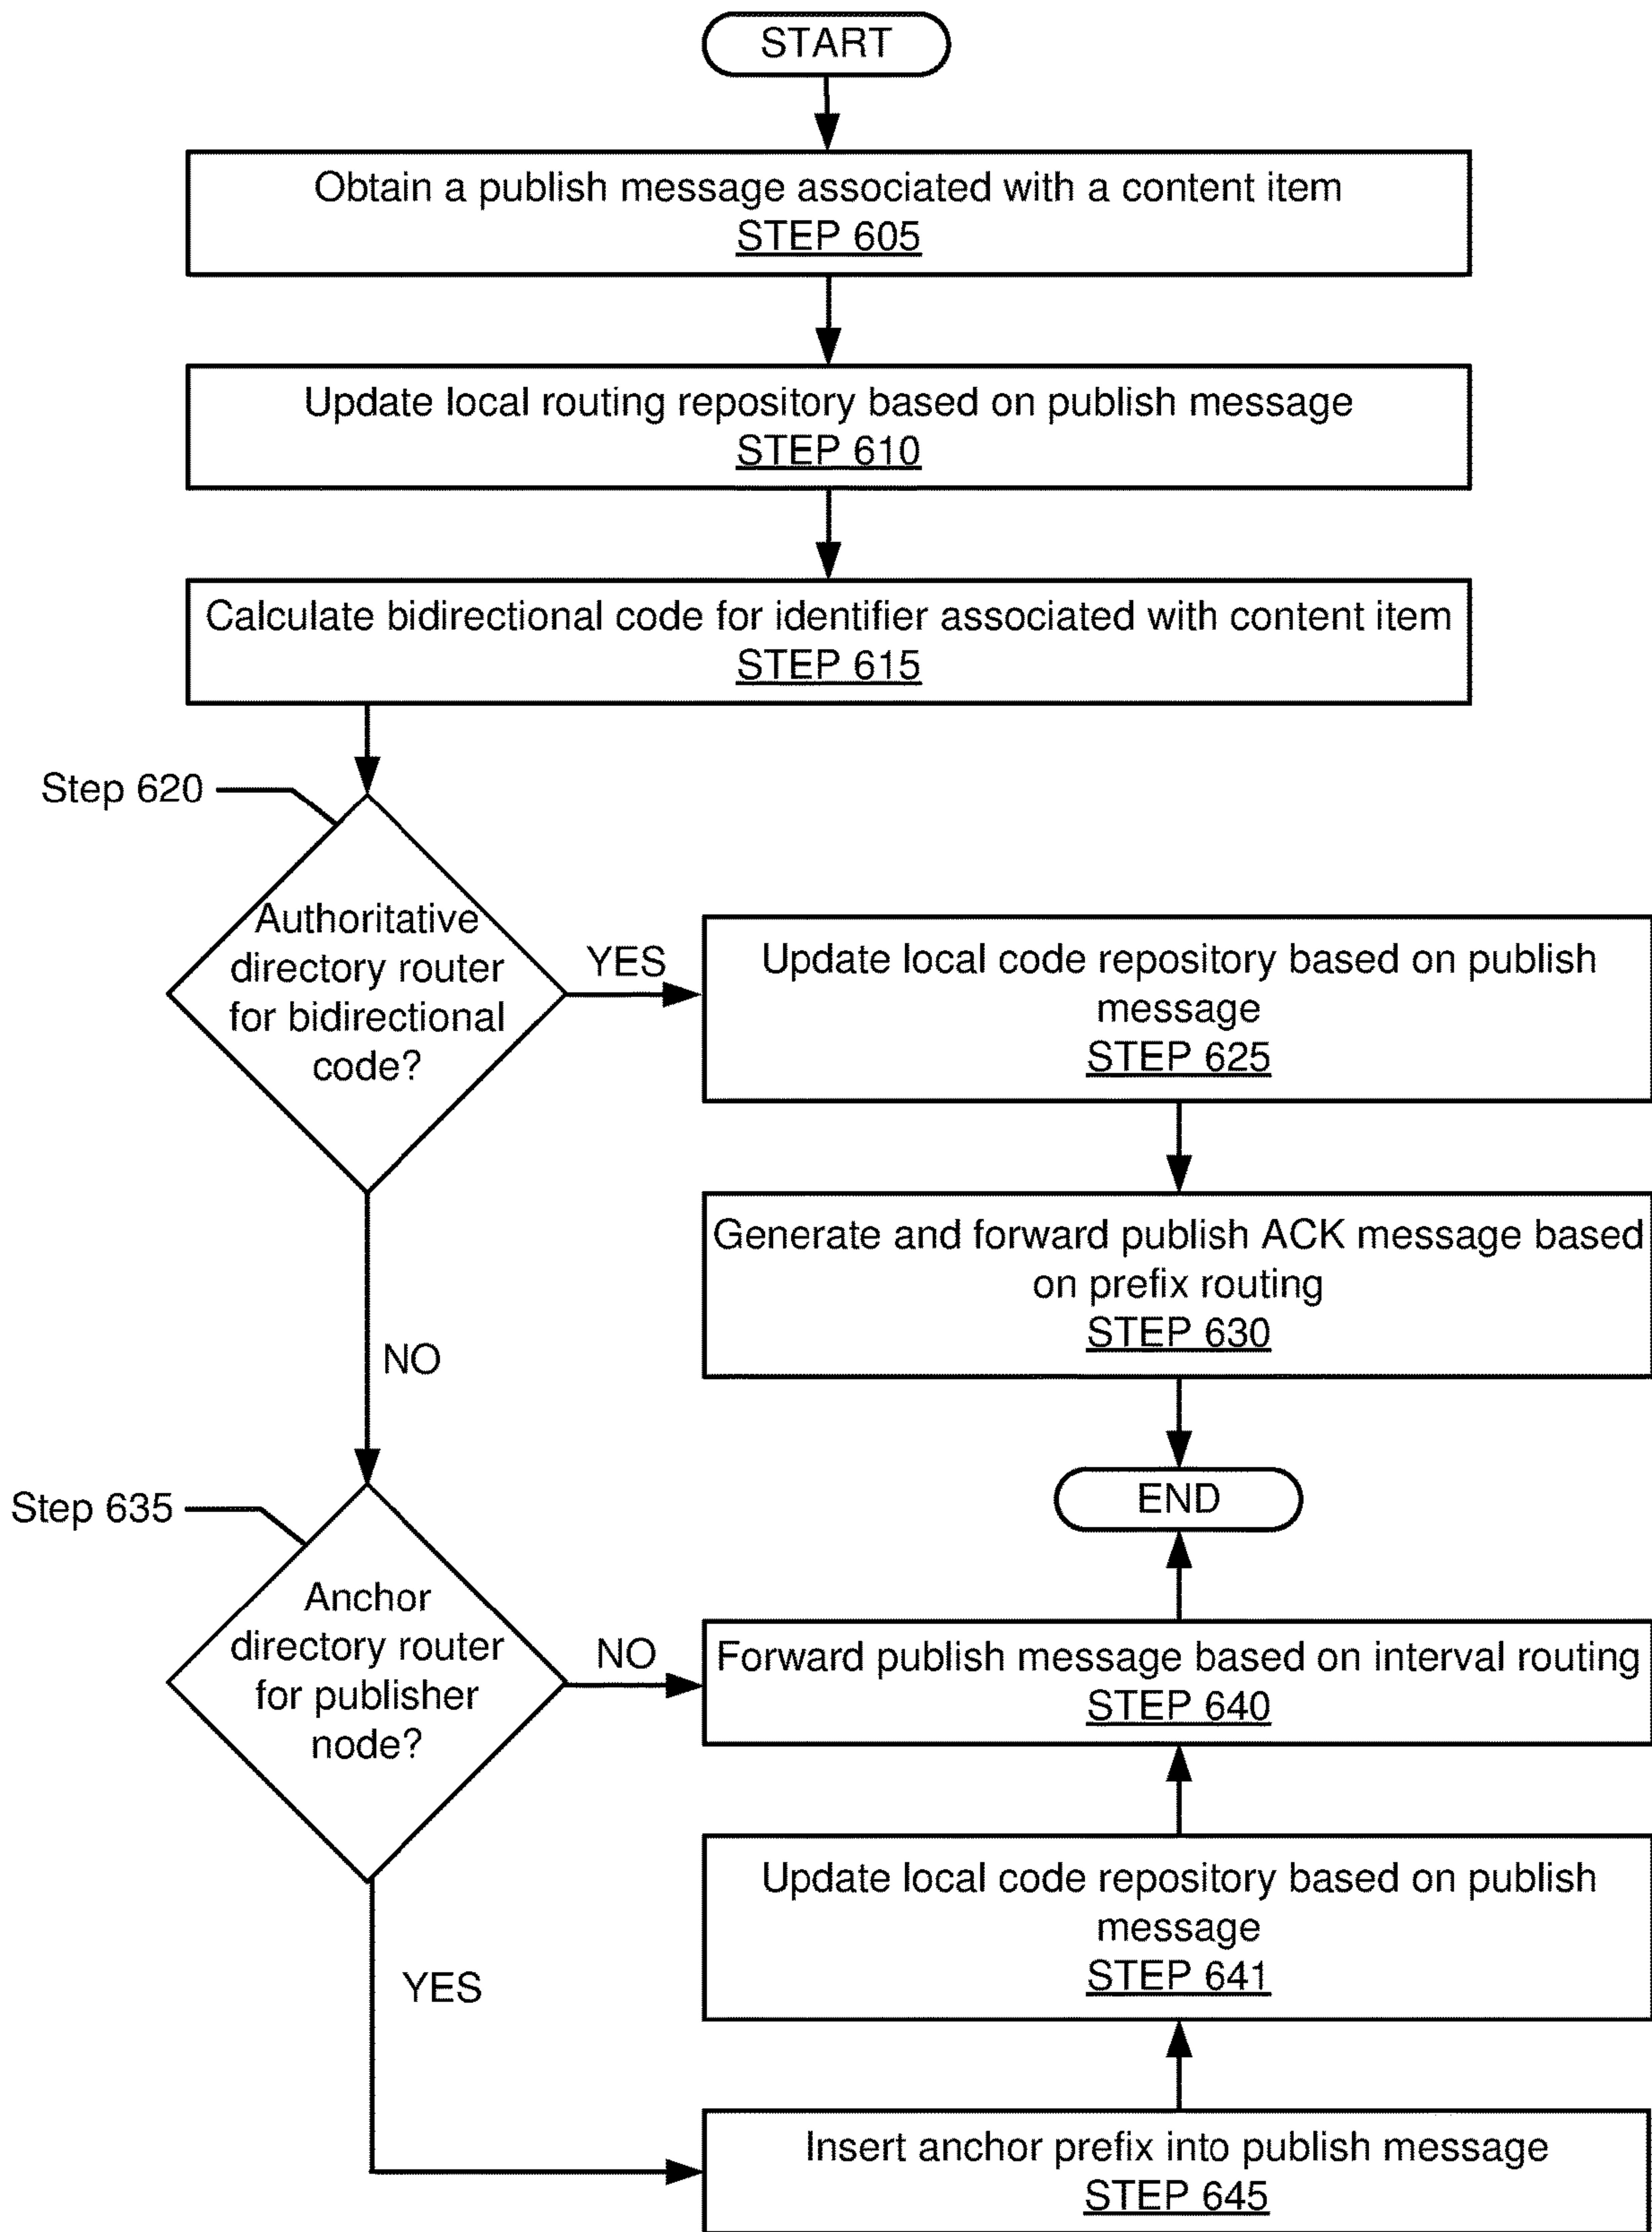 START
Obtain a publish message associated with a content item
STEP 605
Update local routing repository based on publish message
STEP 610
Calculate bidirectional code for identifier associated with content item
STEP 615
Step 620
Authoritative
directory router
for bidirectional
code?
YES
Update local code repository based on publish
message
STEP 625
Generate and forward publish ACK message based
on prefix routing
STEP 630
NO
END
Step 635
Anchor
directory router
for publisher
node?
NO
Forward publish message based on interval routing
STEP 640
Update local code repository based on publish
message
STEP 641
YES
Insert anchor prefix into publish message
STEP 645